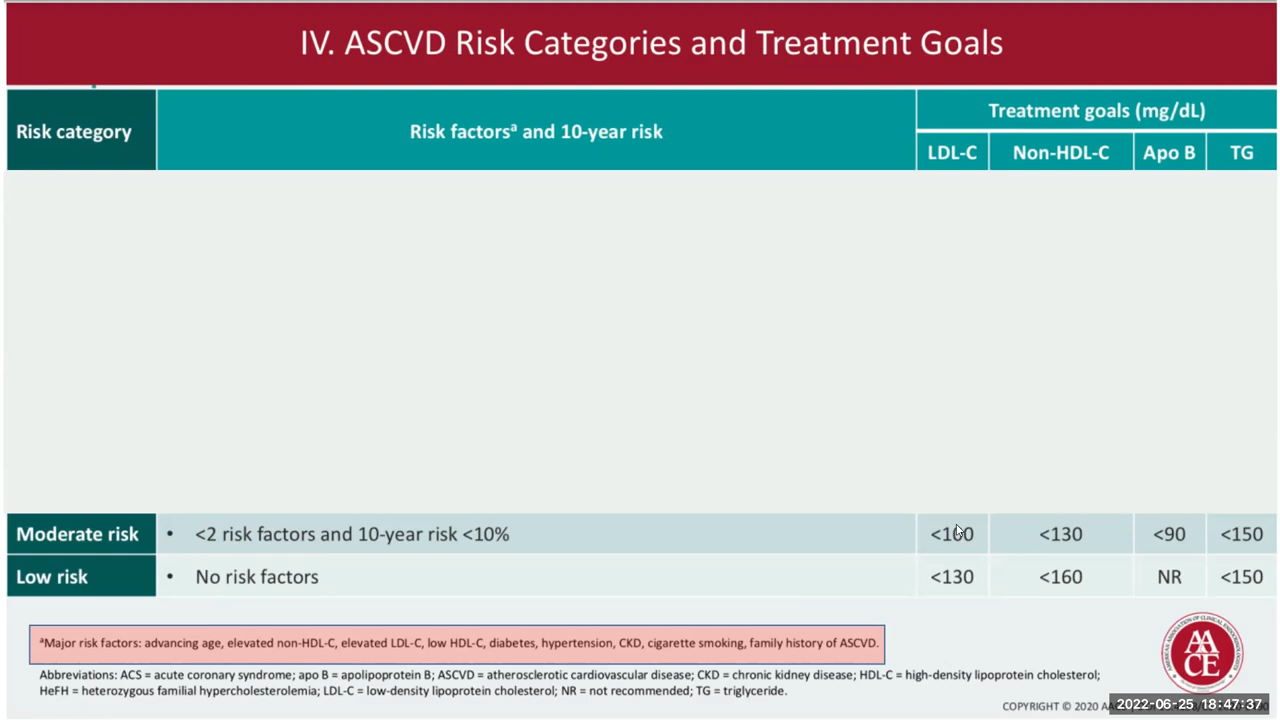 IV. ASCVD Risk Categories and Treatment Goals
Risk category
Risk factorsª and 10-year risk
Treatment goals (mg/dL)
LDL-C Non-HDL-C Apo B TG
Moderate risk • <2 risk factors and 10-year risk <10% <100 <130 <90 <150
Low risk • No risk factors <130 <160 NR <150
ªMajor risk factors: advancing age, elevated non-HDL-C, elevated LDL-C, low HDL-C, diabetes, hypertension, CKD, cigarette smoking, family history of ASCVD.
Abbreviations: ACS = acute coronary syndrome; apo B = apolipoprotein B; ASCVD = atherosclerotic cardiovascular disease; CKD = chronic kidney disease; HDL-C = high-density lipoprotein cholesterol;
HeFH = heterozygous familial hypercholesterolemia; LDL-C = low-density lipoprotein cholesterol; NR = not recommended; TG = triglyceride.
AACE
COPYRIGHT © 2020
2022-06-25 18:47:37